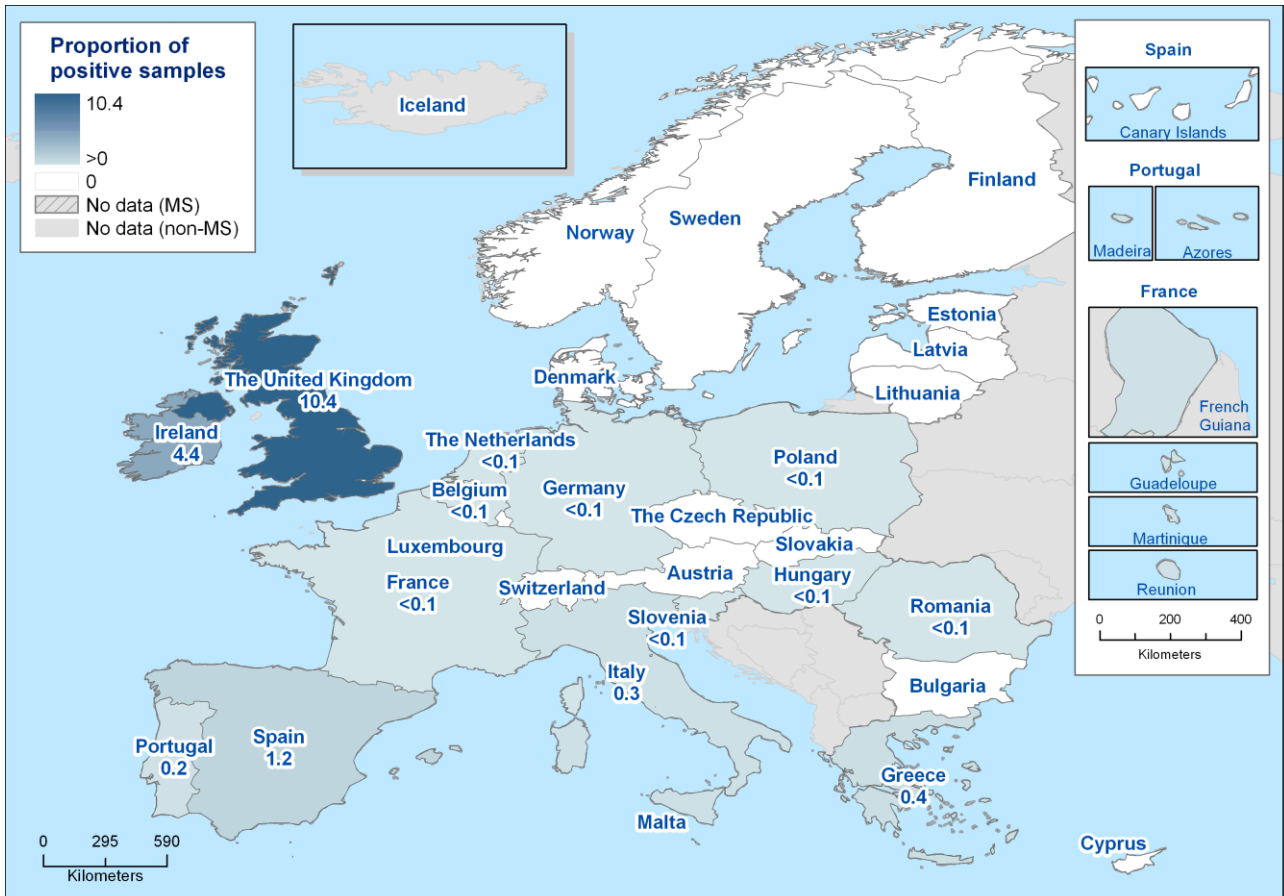 Proportion of
positive samples
10.4
>0
0
No data (MS)
No data (non-MS)
Iceland
Spain
Canary Islands
Portugal
Madeira
Azores
France
French
Guiana
Guadeloupe
Martinique
Reunion
0 200 400
Kilometers
Finland
Sweden
Norway
Estonia
Latvia
Lithuania
Denmark
The United Kingdom
10.4
Ireland
4.4
The Netherlands
<0.1
Belgium
<0.1
Germany
<0.1
Poland
<0.1
The Czech Republic
Slovakia
Luxembourg
France
<0.1
Switzerland
Austria
Hungary
<0.1
Slovenia
<0.1
Romania
<0.1
Italy
0.3
Bulgaria
Portugal
0.2
Spain
1.2
Greece
0.4
Malta
Cyprus
0 295 590
Kilometers